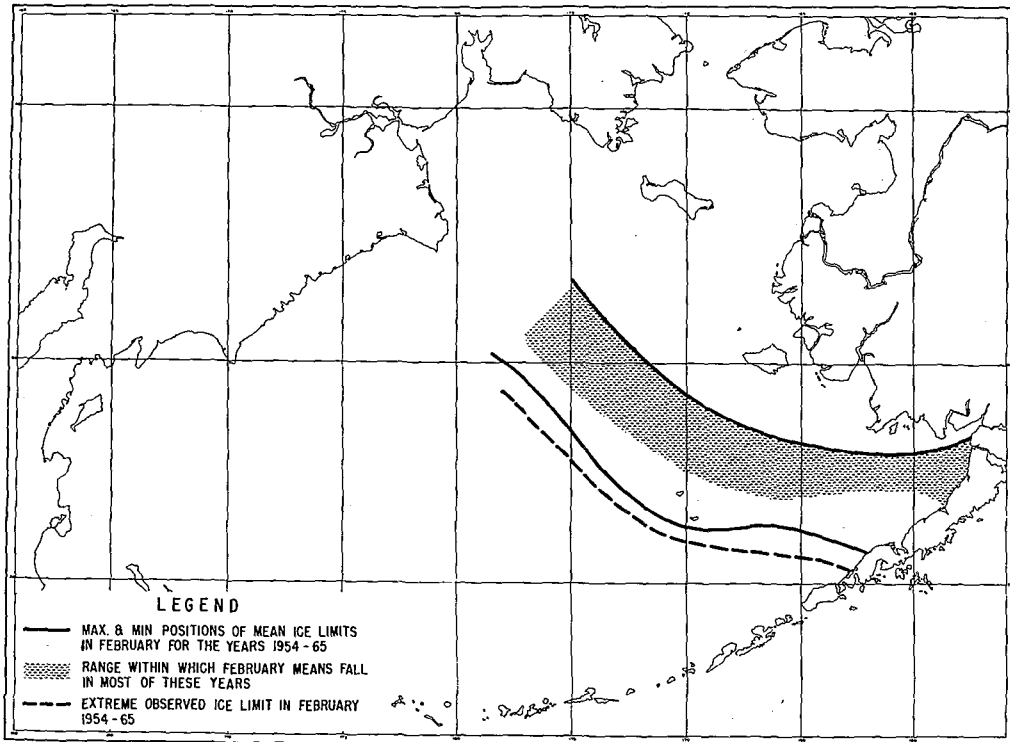 LEGEND
MAX. & MIN POSITIONS OF MEAN ICE LIMITS
IN FEBRUARY FOR THE YEARS 1954-65
RANGE WITHIN WHICH FEBRUARY MEANS FALL
IN MOST OF THESE YEARS
EXTREME OBSERVED ICE LIMIT IN FEBRUARY
1954-65